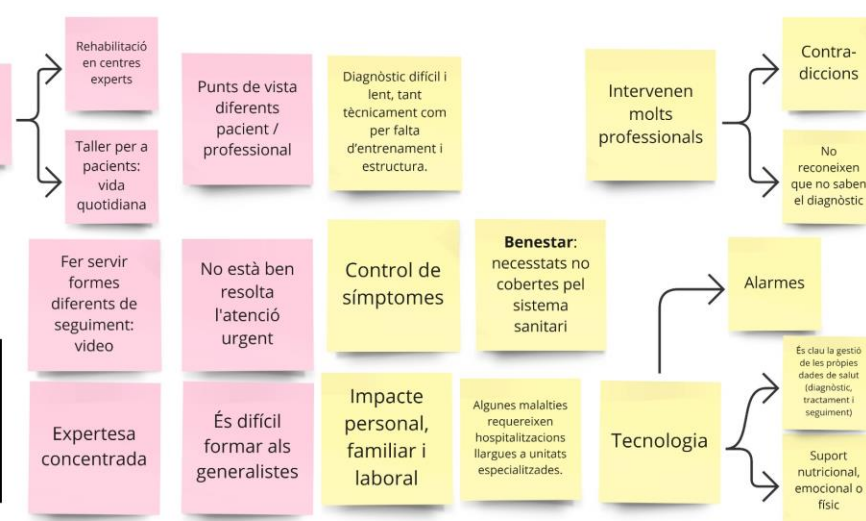 Rehabilitació
en centres
experts
Taller per a
pacients:
vida
quotidiana
Punts de vista
diferents
pacient /
professional
Diagnòstic difícil i
lent, tant
tècnicament com
per falta
d'entrenament i
estructura.
Intervenen
molts
professionals
Contra-
diccions
No
reconeixen
que no saben
el diagnòstic
Fer servir
formes
diferents de
seguiment:
video
No està ben
resolta
l'atenció
urgent
Control de
símptomes
Benestar:
necesstats no
cobertes pel
sistema
sanitari
Alarmes
Expertesa
concentrada
És difícil
formar als
generalistes
Impacte
personal,
familiar i
laboral
Algunes malalties
requereixen
hospitalitzacions
llargues a unitats
especialitzades.
Tecnologia
És clau la gestió
de les pròpies
dades de salut
(diagnòstic,
tractament i
seguiment)
Suport
nutricional,
emocional o
físic